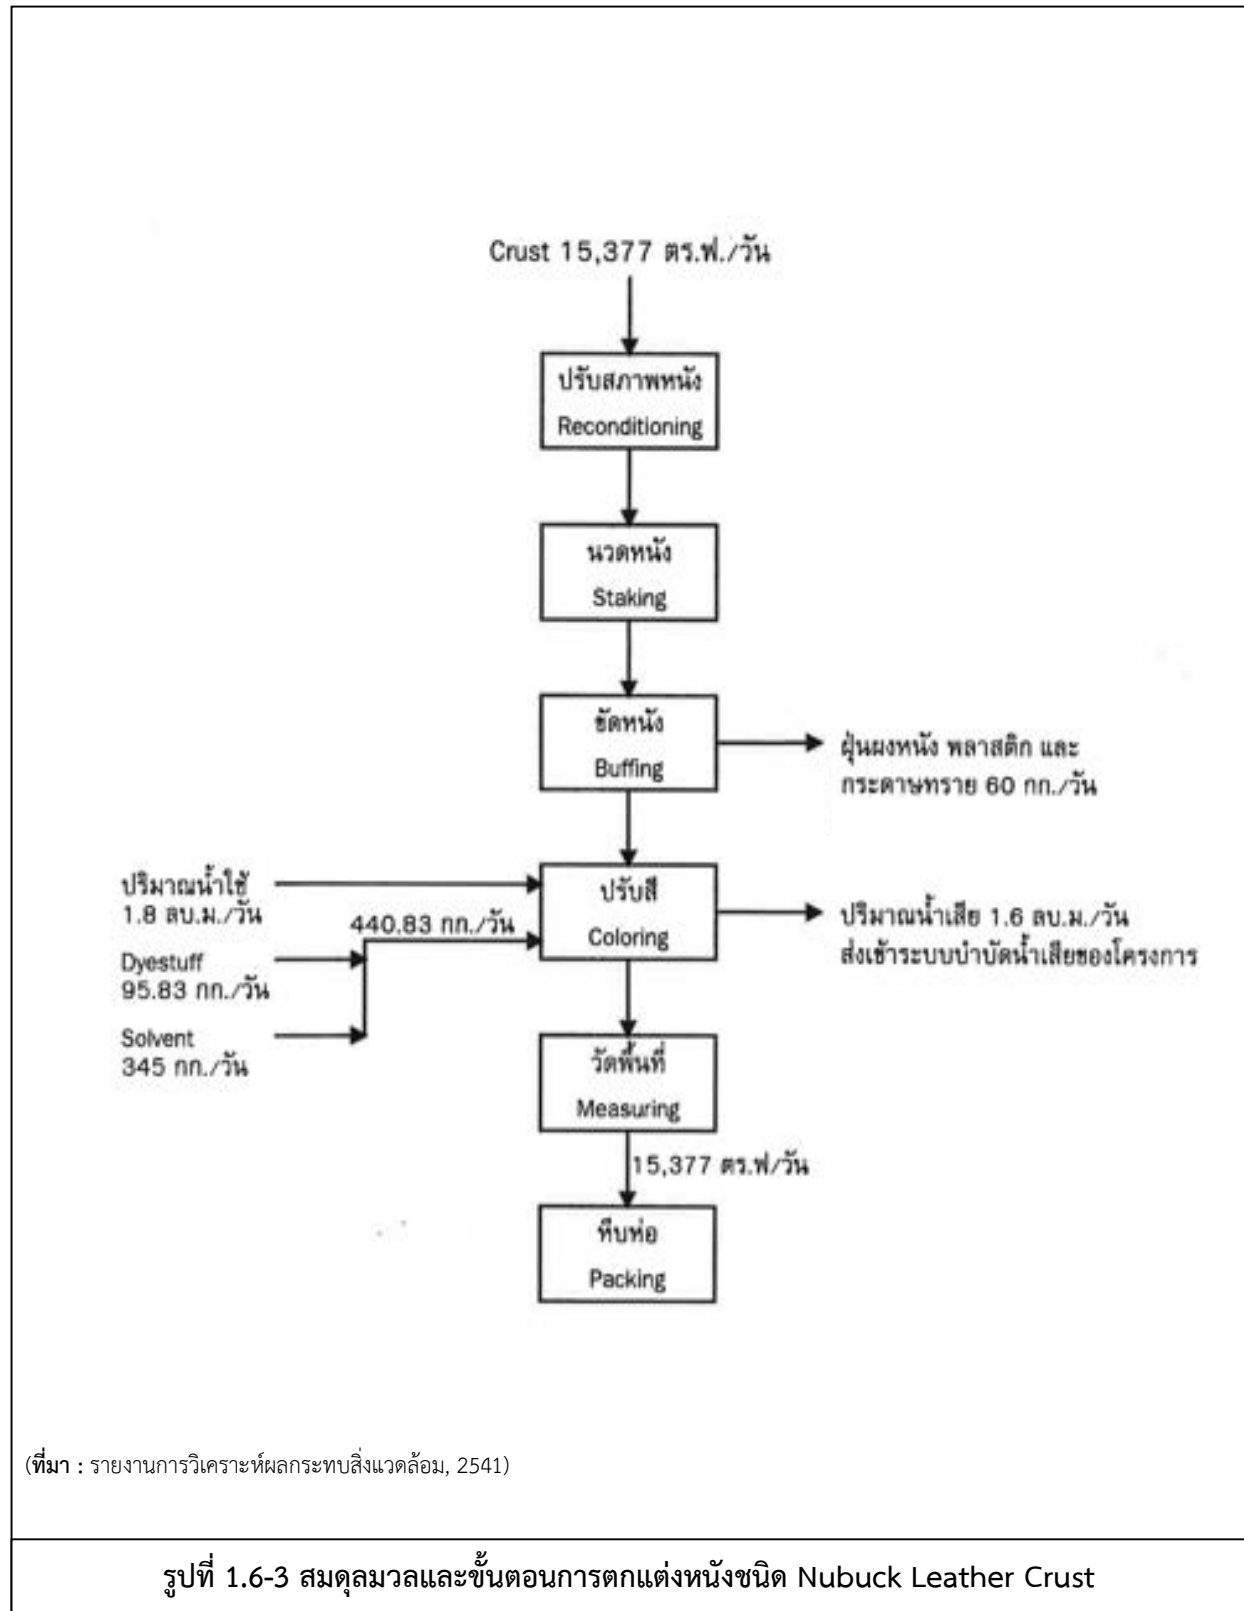 Crust 15,377 ตร.ฟ./วัน
ปรับสภาพหนัง
Reconditioning
นวดหนัง
Staking
ขัดหนัง
Buffing
ฝุ่นผงหนัง พลาสติก และ
กระดาษทราย 60 กก./วัน
ปริมาณน้ำใช้
1.8 ลบ.ม./วัน
440.83 กก./วัน
Dyestuff
95.83 กก./วัน
Solvent
345 กก./วัน
ปรับสี
Coloring
ปริมาณน้ำเสีย 1.6 ลบ.ม./วัน
ส่งเข้าระบบบำบัดน้ำเสียของโครงการ
วัดพื้นที่
Measuring
15,377 ตร.ฟ/วัน
หีบห่อ
Packing
(ที่มา : รายงานการวิเคราะห์ผลกระทบสิ่งแวดล้อม, 2541)
รูปที่ 1.6-3 สมดุลมวลและขั้นตอนการตกแต่งหนังชนิด Nubuck Leather Crust